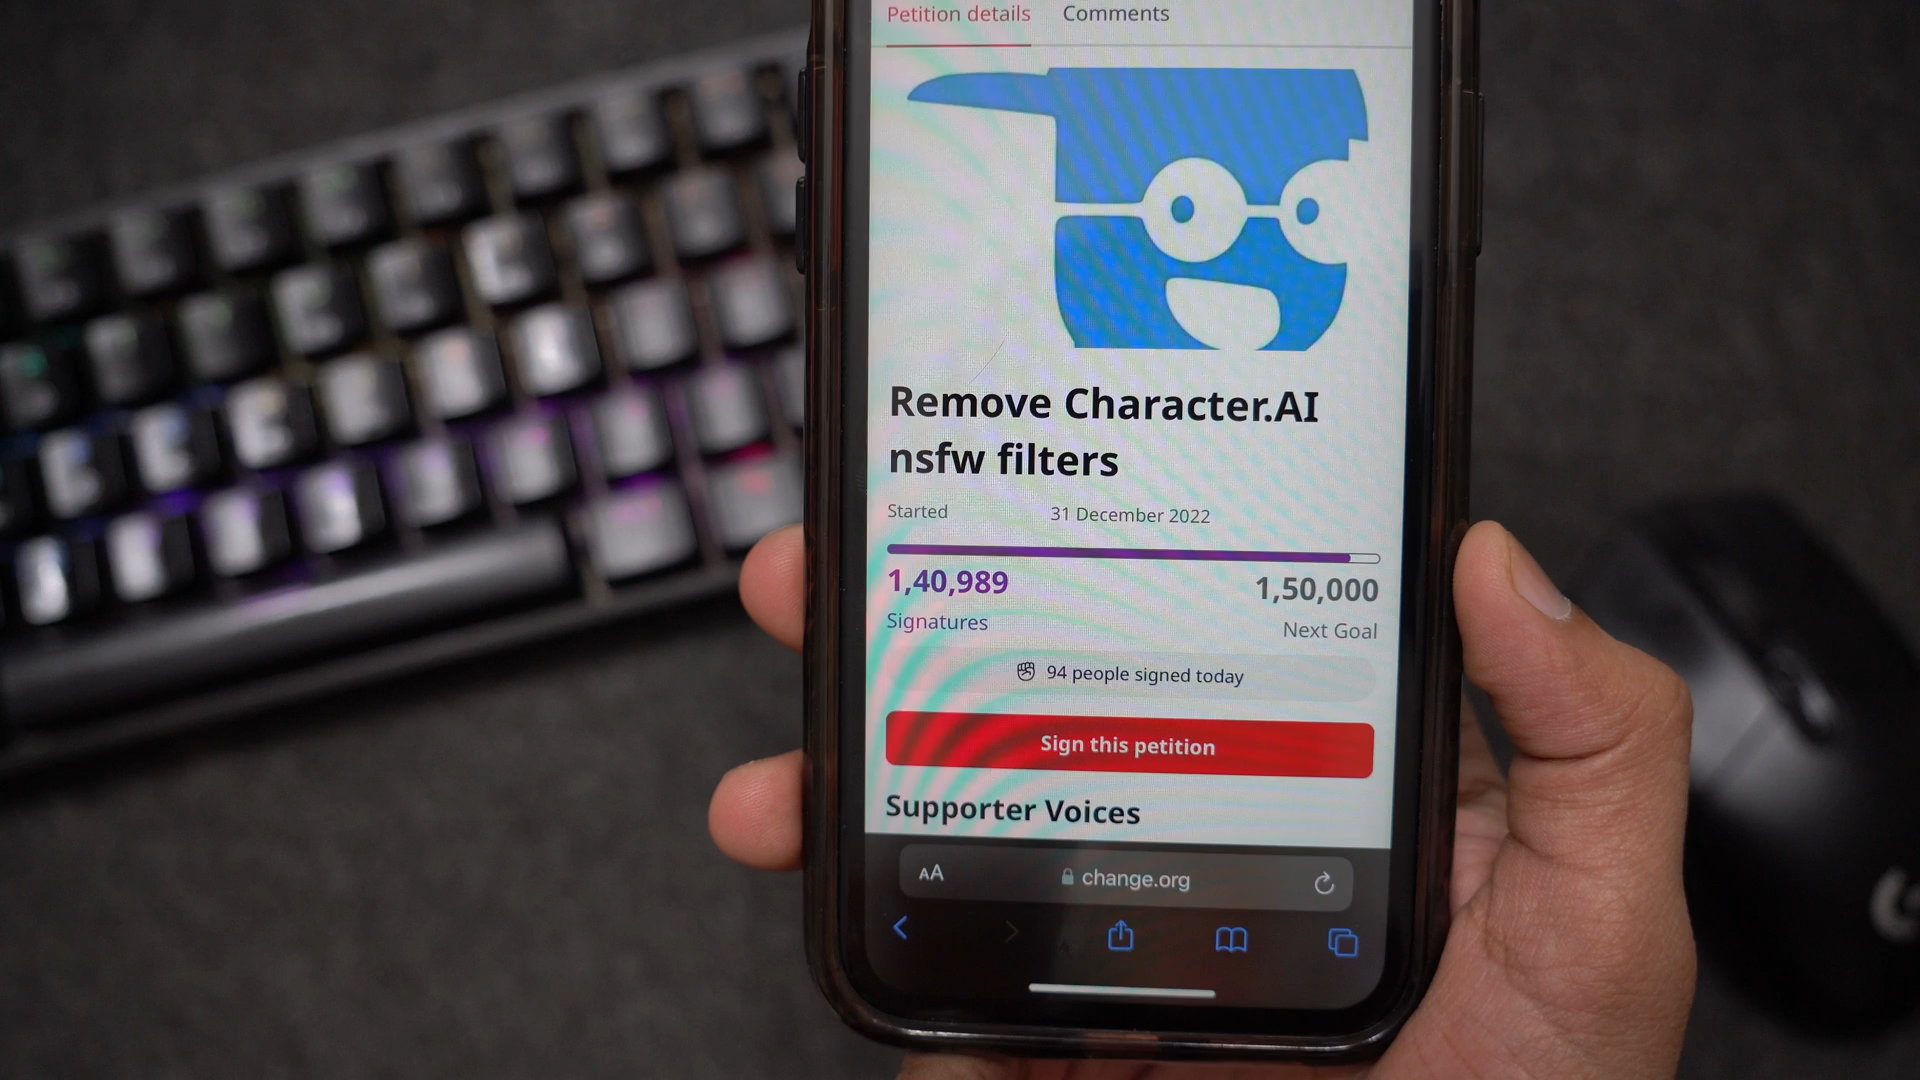 Petition details Comments
Remove Character.AI
nsfw filters
Started 31 December 2022
1,40,989 1,50,000
Signatures Next Goal
94 people signed today
Sign this petition
Supporter Voices
AA change.org